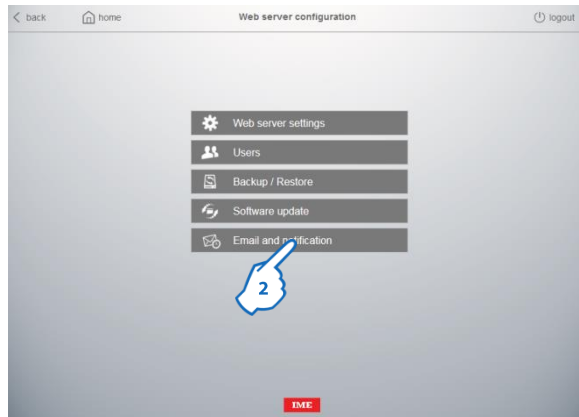 back home Web server configuration logout
Web server settings
Users
Backup / Restore
Software update
Email and notification
2
IME